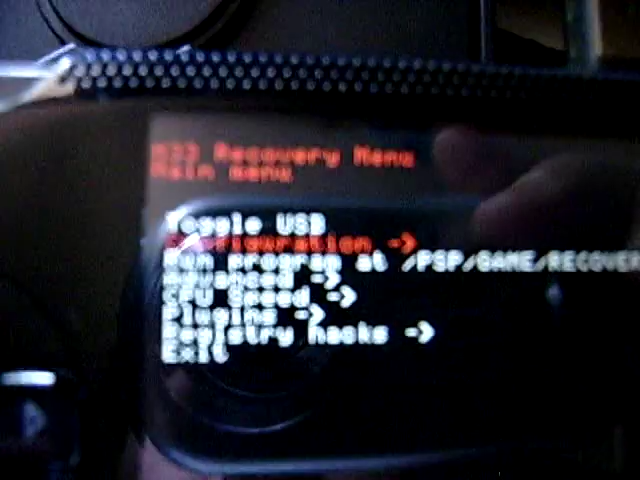 M33 Recovery Menu
Main menu
Toggle USB
Configuration ->
Run program at /PSP/GAME/RECOVER
Advanced ->
CPU Speed ->
Plugins ->
Registry hacks ->
Exit